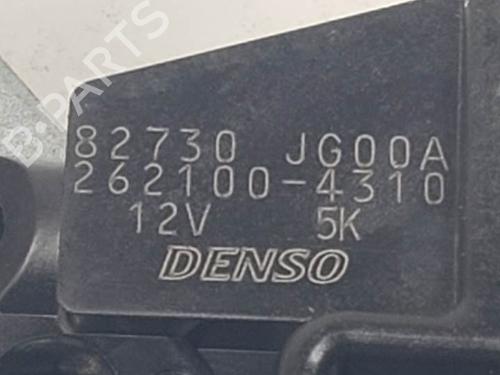 B-PARTS
82730 JG00A
262100-4310
12V 5K
DENSO